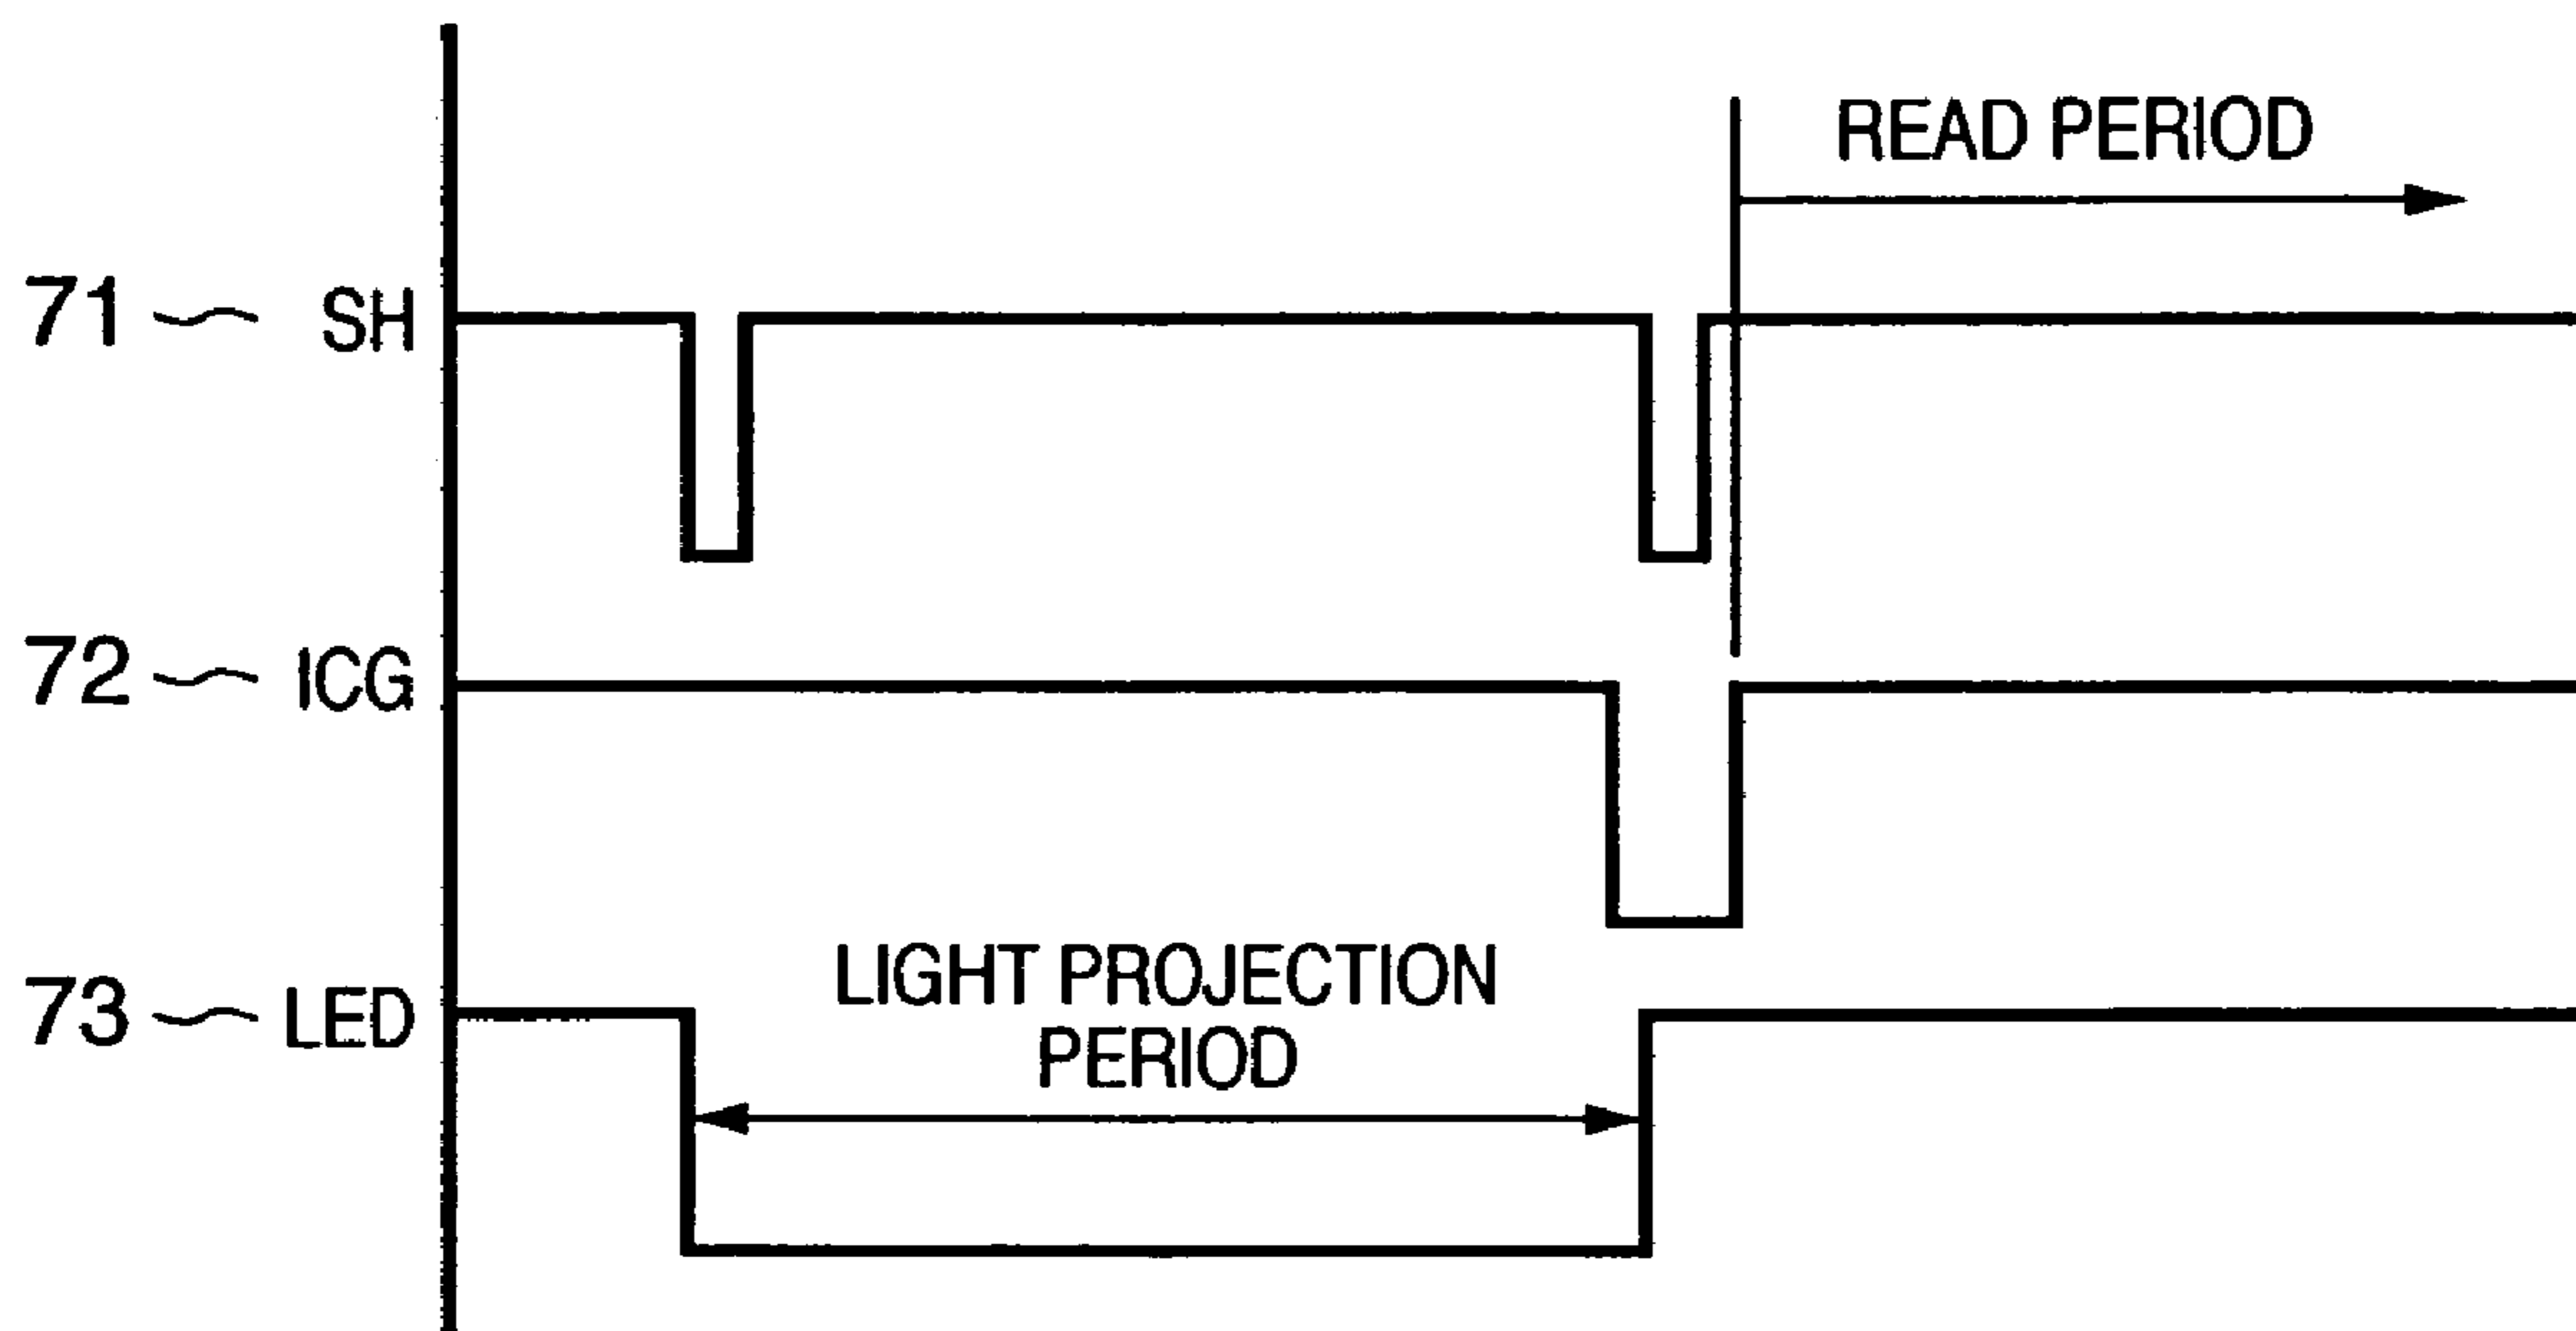 READ PERIOD
71 SH
72 ICG
73 LED
LIGHT PROJECTION
PERIOD